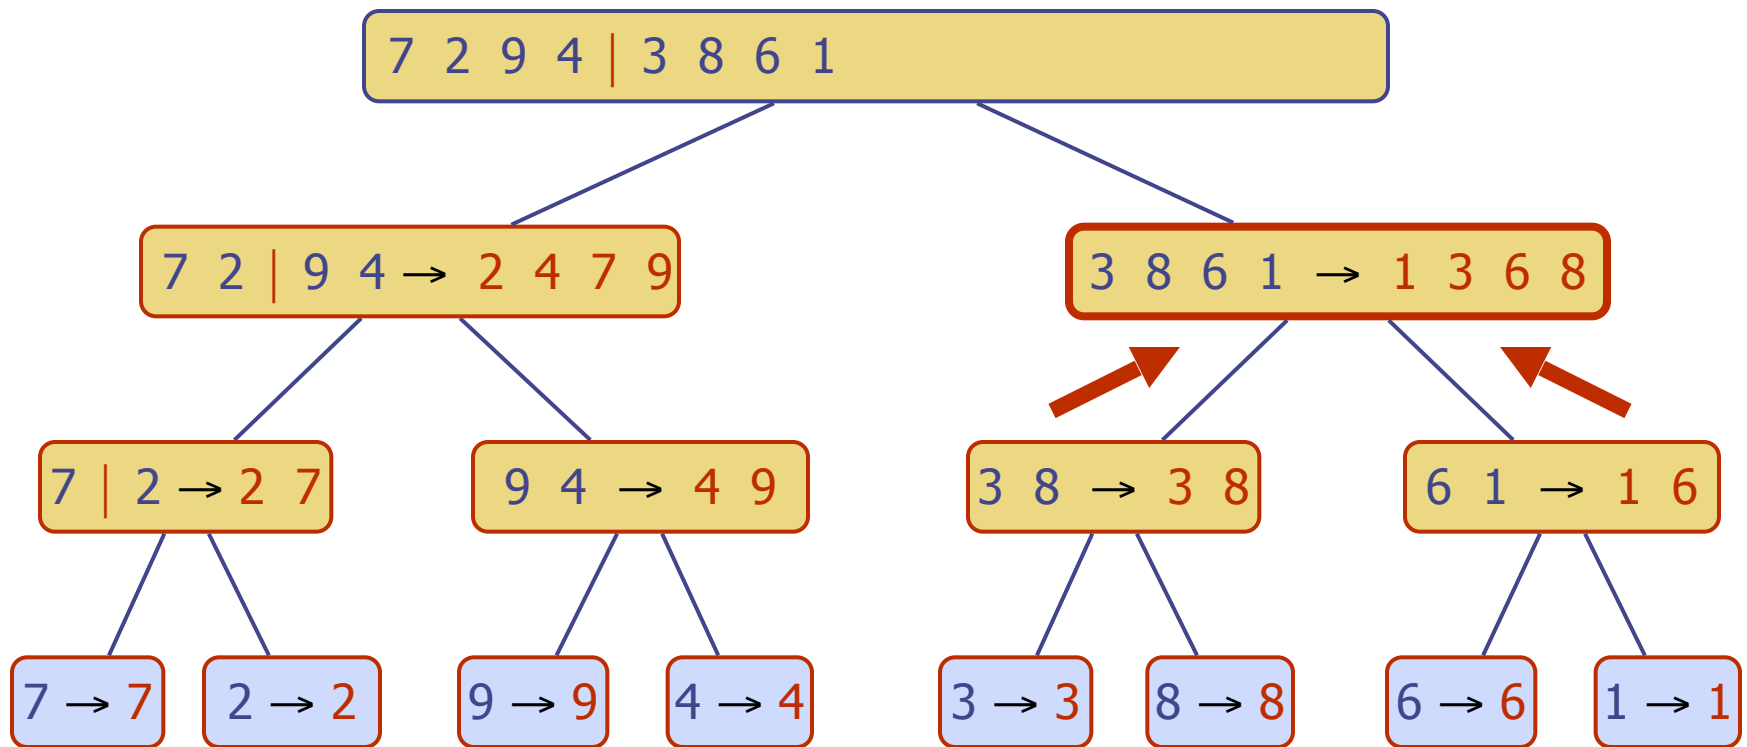 7 2 9 4 | 3 8 6 1
7 2 | 9 4 → 2 4 7 9
3 8 6 1 → 1 3 6 8
7 | 2 → 2 7
9 4 → 4 9
3 8 → 3 8
6 1 → 1 6
7 → 7
2 → 2
9 → 9
4 → 4
3 → 3
8 → 8
6 → 6
1 → 1